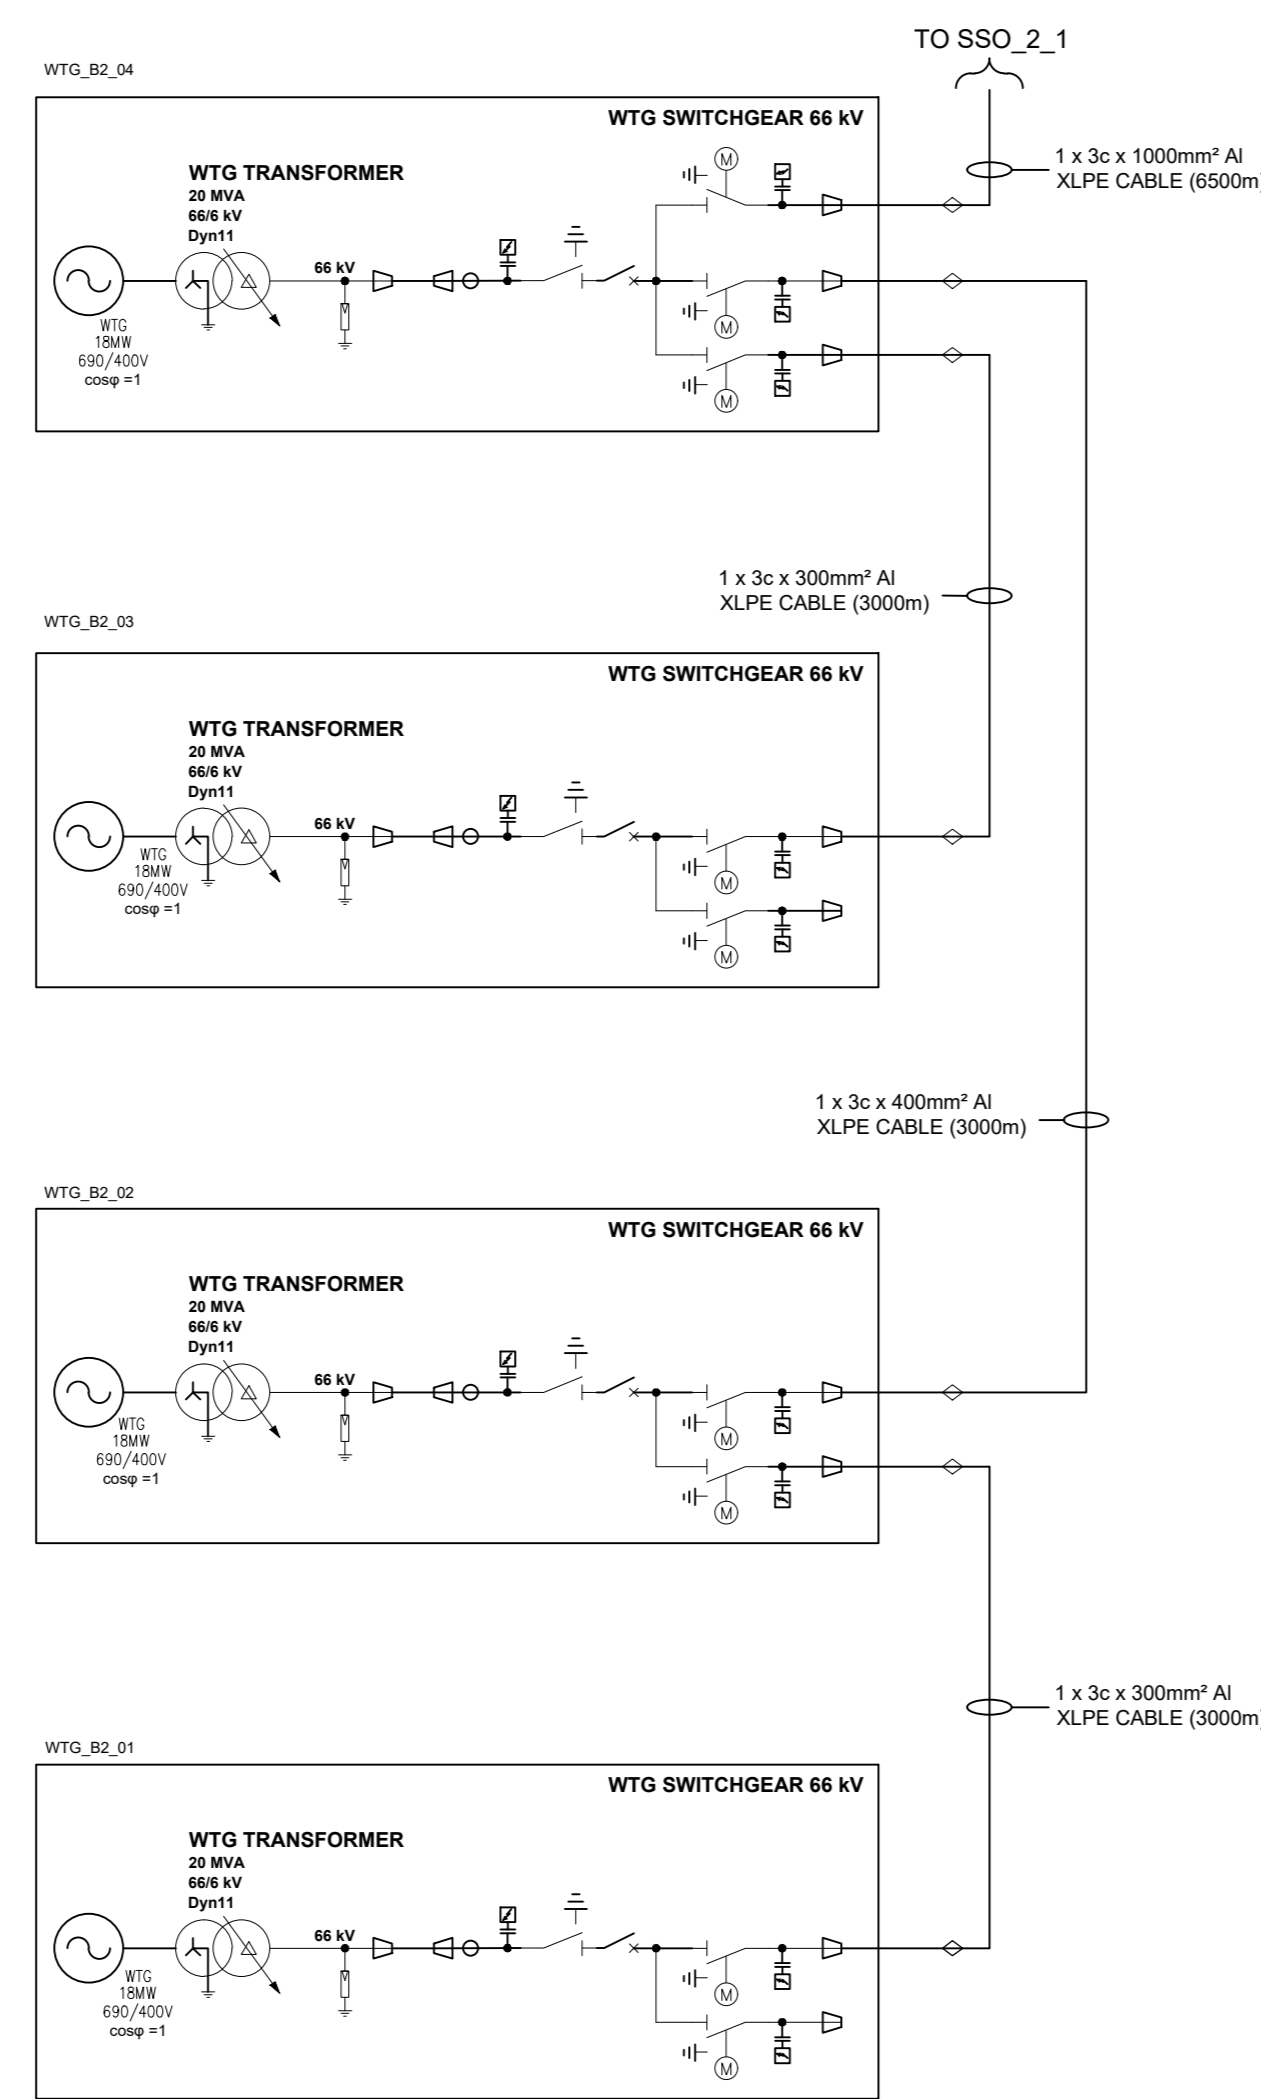 TO SSO_2_1
WTG_B2_04
WTG SWITCHGEAR 66 kV
1 x 3c x 1000mm² Al
XLPE CABLE (6500m)
WTG TRANSFORMER
20 MVA
66/6 kV
Dyn11
66 kV
M
M
M
WTG
18MW
690/400V
cosφ =1
1 x 3c x 300mm² Al
XLPE CABLE (3000m)
WTG_B2_03
WTG SWITCHGEAR 66 kV
WTG TRANSFORMER
20 MVA
66/6 kV
Dyn11
66 kV
M
M
WTG
18MW
690/400V
cosφ =1
1 x 3c x 400mm² Al
XLPE CABLE (3000m)
WTG_B2_02
WTG SWITCHGEAR 66 kV
WTG TRANSFORMER
20 MVA
66/6 kV
Dyn11
66 kV
M
M
WTG
18MW
690/400V
cosφ =1
1 x 3c x 300mm² Al
XLPE CABLE (3000m)
WTG_B2_01
WTG SWITCHGEAR 66 kV
WTG TRANSFORMER
20 MVA
66/6 kV
Dyn11
66 kV
M
M
WTG
18MW
690/400V
cosφ =1